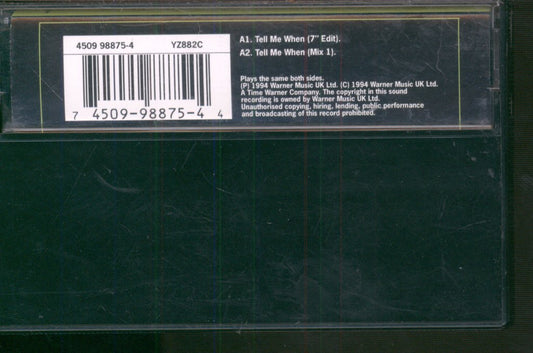 4509 98875-4 YZ882C
7 4509-98875-4 4
A1. Tell Me When (7" Edit).
A2. Tell Me When (Mix 1).
Plays the same both sides.
(P) 1994 Warner Music UK Ltd. (C) 1994 Warner Music UK Ltd.
A Time Warner Company. The copyright in this sound
recording is owned by Warner Music UK Ltd.
Unauthorised copying, hiring, lending, public performance
and broadcasting of this record prohibited.